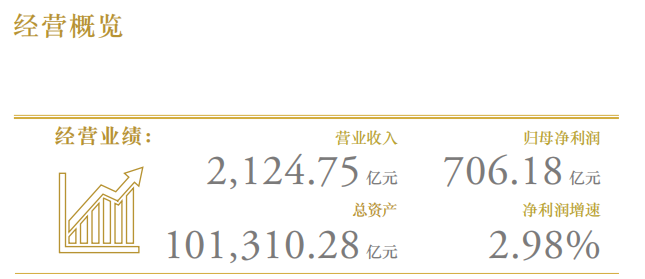 经营概览
经营业绩：
营业收入 归母净利润
2,124.75 亿元 706.18 亿元
总资产 净利润增速
101,310.28 亿元 2.98%